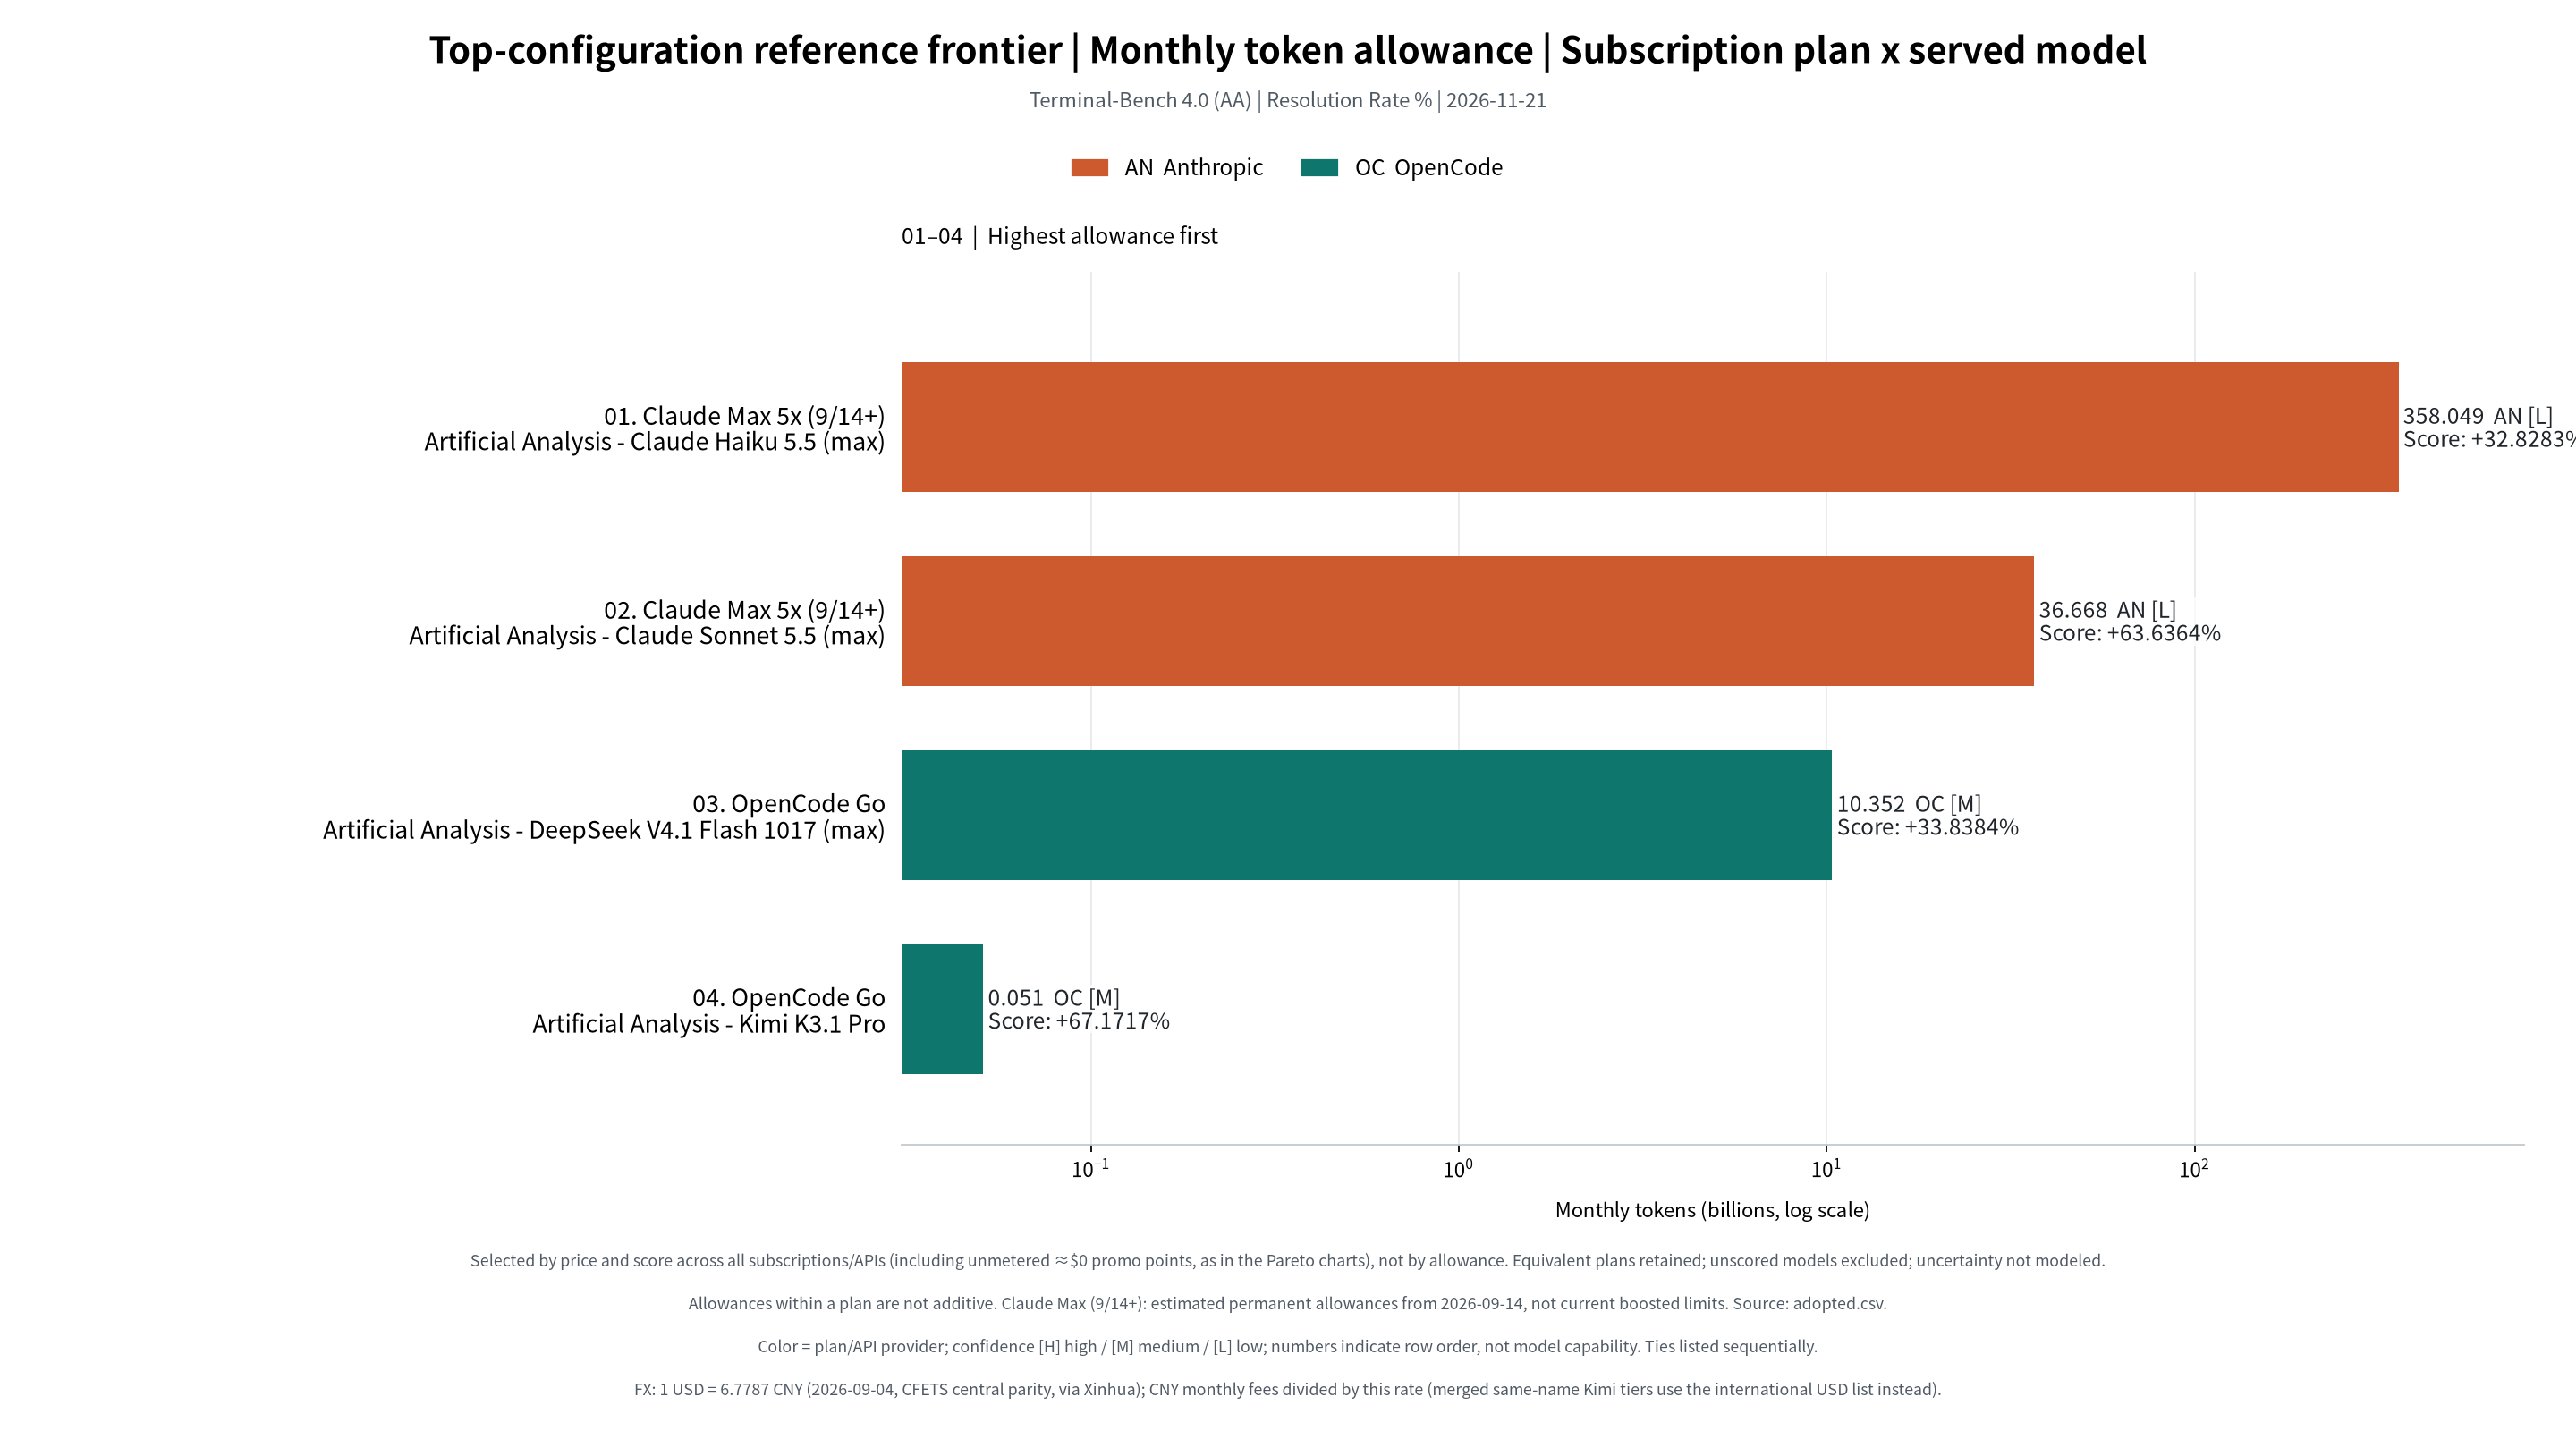 Top-configuration reference frontier | Monthly token allowance | Subscription plan x served model
Terminal-Bench 4.0 (AA) | Resolution Rate % | 2026-11-21
AN Anthropic
OC OpenCode
01–04 | Highest allowance first
01. Claude Max 5x (9/14+)
Artificial Analysis - Claude Haiku 5.5 (max)
358.049 AN [L]
Score: +32.8283%
02. Claude Max 5x (9/14+)
Artificial Analysis - Claude Sonnet 5.5 (max)
36.668 AN [L]
Score: +63.6364%
03. OpenCode Go
Artificial Analysis - DeepSeek V4.1 Flash 1017 (max)
10.352 OC [M]
Score: +33.8384%
04. OpenCode Go
Artificial Analysis - Kimi K3.1 Pro
0.051 OC [M]
Score: +67.1717%
10⁻¹ 10⁰ 10¹ 10²
Monthly tokens (billions, log scale)
Selected by price and score across all subscriptions/APIs (including unmetered ≈$0 promo points, as in the Pareto charts), not by allowance. Equivalent plans retained; unscored models excluded; uncertainty not modeled.
Allowances within a plan are not additive. Claude Max (9/14+): estimated permanent allowances from 2026-09-14, not current boosted limits. Source: adopted.csv.
Color = plan/API provider; confidence [H] high / [M] medium / [L] low; numbers indicate row order, not model capability. Ties listed sequentially.
FX: 1 USD = 6.7787 CNY (2026-09-04, CFETS central parity, via Xinhua); CNY monthly fees divided by this rate (merged same-name Kimi tiers use the international USD list instead).